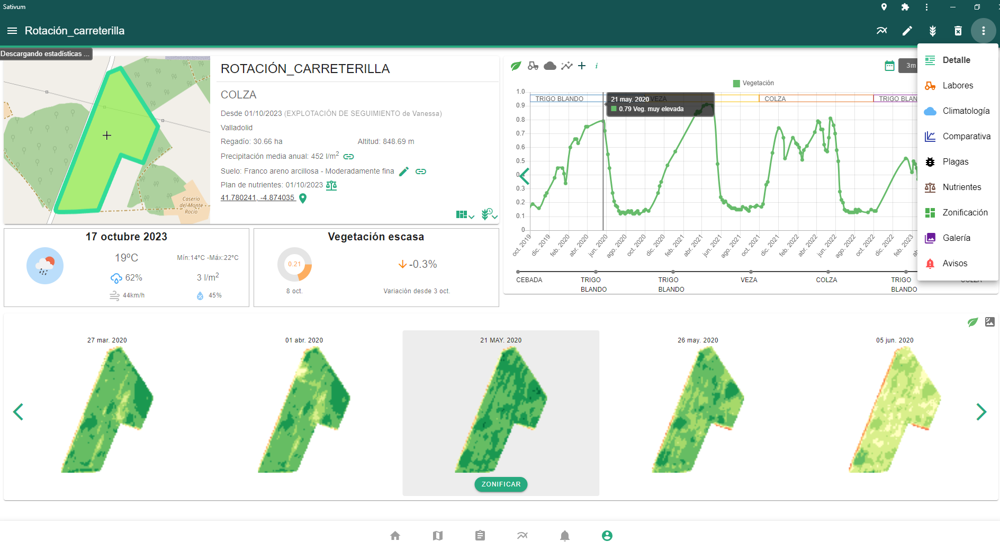 Sativum
Rotación_carreterilla
Descargando estadísticas ...
Caserío
del-Monte
Rocío
ROTACIÓN_CARRETERILLA
COLZA
Desde 01/10/2023 (EXPLOTACIÓN DE SEGUIMIENTO de Vanessa)
Valladolid
Regadío: 30.66 ha Altitud: 848.69 m
Precipitación media anual: 452 l/m2
Suelo: Franco areno arcillosa - Moderadamente fina
Plan de nutrientes: 01/10/2023
41.780241, -4.874035
17 octubre 2023
19ºC Mín:14ºC -Máx:22ºC
62% 3 l/m2
44km/h 45%
Vegetación escasa
0.21 -0.3%
8 oct. Variación desde 3 oct.
i 3m
Vegetación
TRIGO BLANDO VEZA COLZA TRIGO BLAN
21 may. 2020
0.79 Veg. muy elevada
1.0
0.9
0.8
0.7
0.6
0.5
0.4
0.3
0.2
0.1
0
oct. 2019 dic. 2019 feb. 2020 abr. 2020 jun. 2020 ago. 2020 oct. 2020 dic. 2020 feb. 2021 abr. 2021 jun. 2021 ago. 2021 oct. 2021 dic. 2021 feb. 2022 abr. 2022 jun. 2022 ago. 2022 oct. 2022 dic. 2022 feb. 2023
CEBADA TRIGO BLANDO TRIGO BLANDO VEZA COLZA TRIGO BLANDO COLZA
Detalle
Labores
Climatología
Comparativa
Plagas
Nutrientes
Zonificación
Galería
Avisos
27 mar. 2020 01 abr. 2020 21 MAY. 2020 26 may. 2020 05 jun. 2020
ZONIFICAR